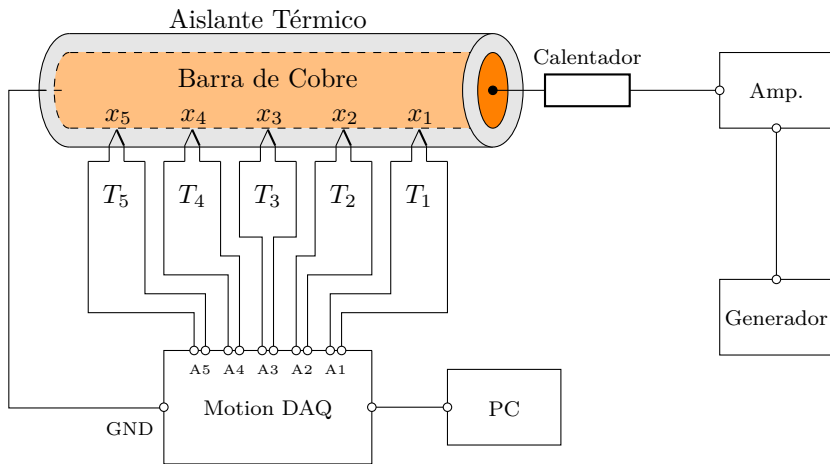 Aislante Térmico
Calentador
Barra de Cobre
Amp.
x5 x4 x3 x2 x1
T5 T4 T3 T2 T1
Generador
A5 A4 A3 A2 A1
Motion DAQ
PC
GND